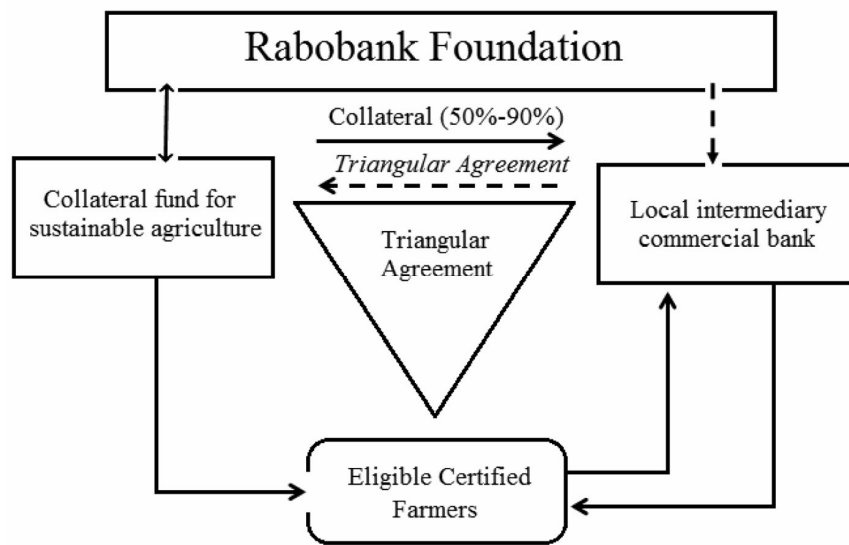 Rabobank Foundation
Collateral (50%-90%)
Triangular Agreement
Collateral fund for
sustainable agriculture
Triangular
Agreement
Local intermediary
commercial bank
Eligible Certified
Farmers